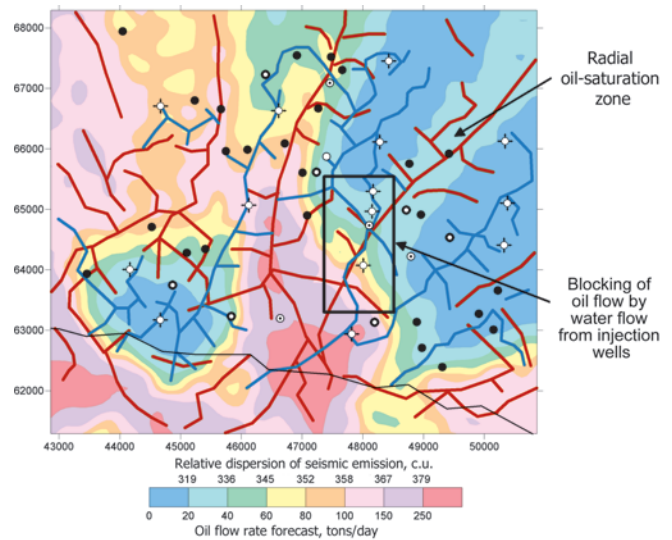 68000
67000
66000
65000
64000
63000
62000
Radial
oil-saturation
zone
Blocking of
oil flow by
water flow
from injection
wells
43000 44000 45000 46000 47000 48000 49000 50000
Relative dispersion of seismic emission, c.u.
319 336 345 352 358 367 379
0 20 40 60 80 100 150 250
Oil flow rate forecast, tons/day